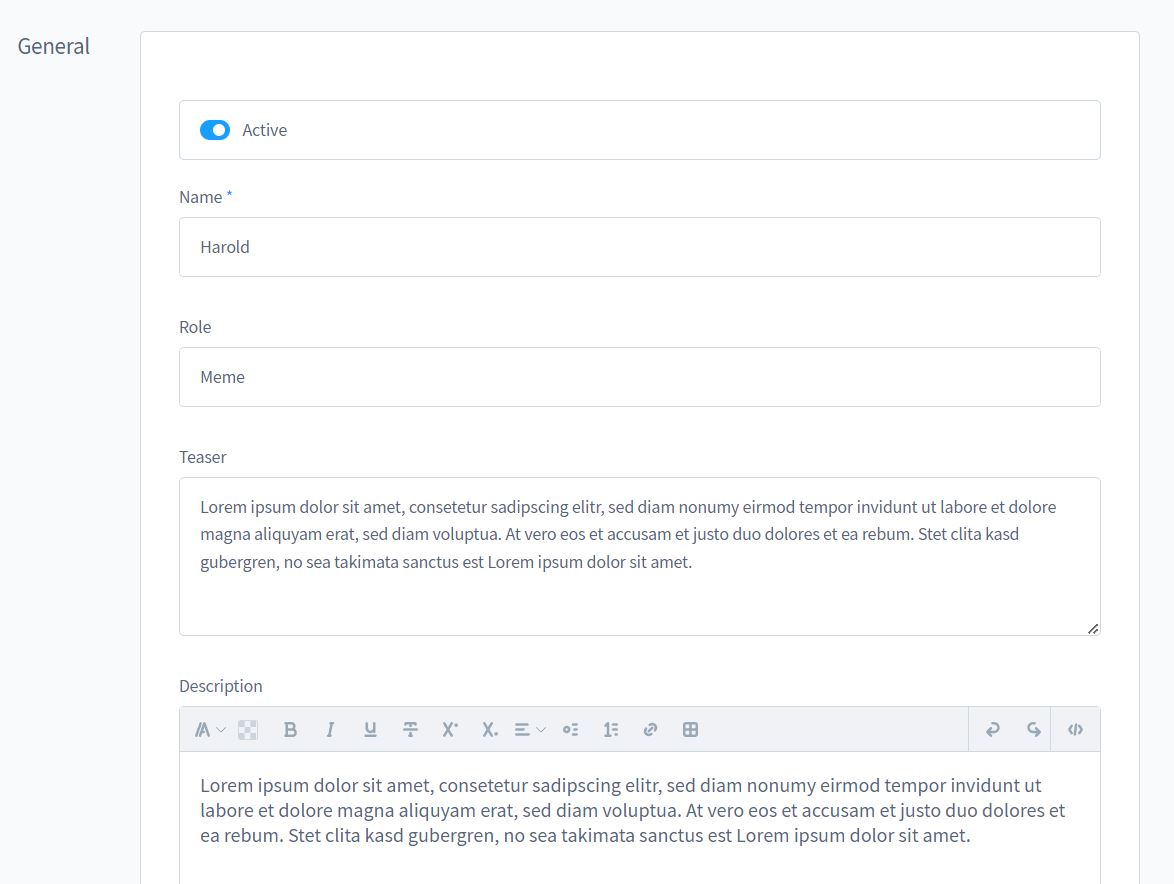 General
Active
Name *
Harold
Role
Meme
Teaser
Lorem ipsum dolor sit amet, consetetur sadipscing elitr, sed diam nonumy eirmod tempor invidunt ut labore et dolore
magna aliquyam erat, sed diam voluptua. At vero eos et accusam et justo duo dolores et ea rebum. Stet clita kasd
gubergren, no sea takimata sanctus est Lorem ipsum dolor sit amet.
Description
Lorem ipsum dolor sit amet, consetetur sadipscing elitr, sed diam nonumy eirmod tempor invidunt ut
labore et dolore magna aliquyam erat, sed diam voluptua. At vero eos et accusam et justo duo dolores et
ea rebum. Stet clita kasd gubergren, no sea takimata sanctus est Lorem ipsum dolor sit amet.